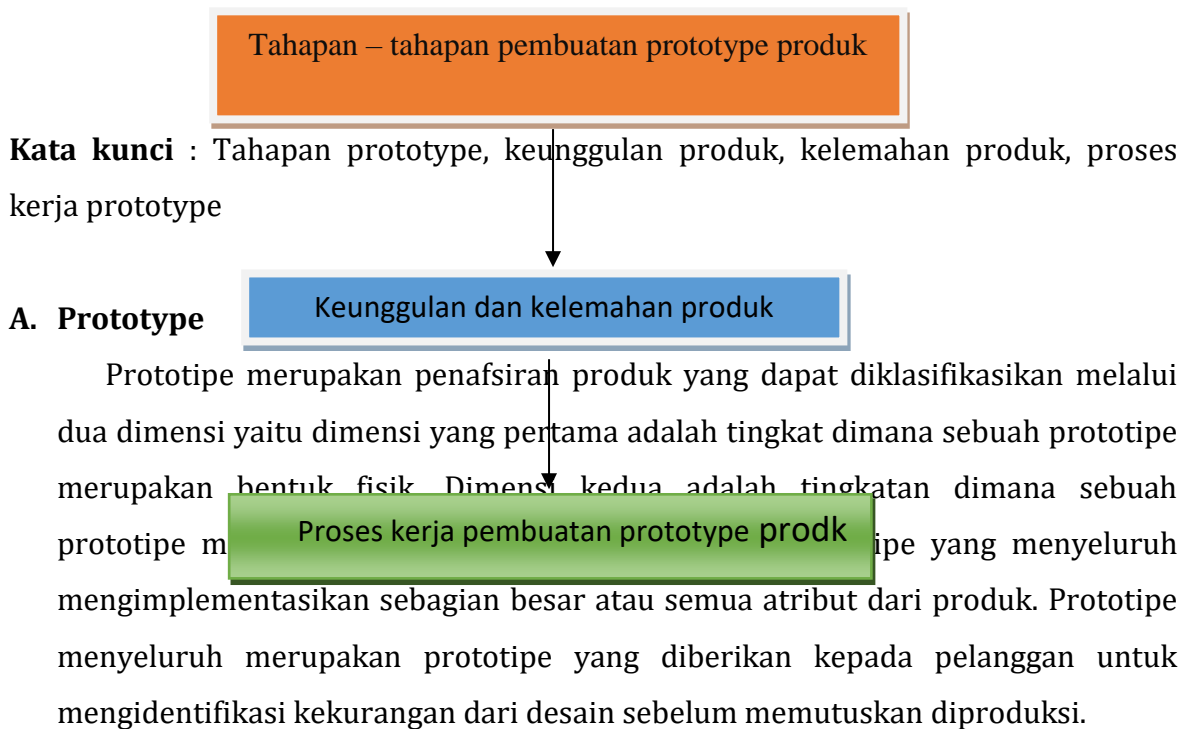 Tahapan – tahapan pembuatan prototype produk
Kata kunci : Tahapan prototype, keunggulan produk, kelemahan produk, proses
kerja prototype
Keunggulan dan kelemahan produk
A. Prototype
Prototipe merupakan penafsiran produk yang dapat diklasifikasikan melalui
dua dimensi yaitu dimensi yang pertama adalah tingkat dimana sebuah prototipe
merupakan bentuk fisik. Dimensi kedua adalah tingkatan dimana sebuah
Proses kerja pembuatan prototype prodk
prototipe m ipe yang menyeluruh
mengimplementasikan sebagian besar atau semua atribut dari produk. Prototipe
menyeluruh merupakan prototipe yang diberikan kepada pelanggan untuk
mengidentifikasi kekurangan dari desain sebelum memutuskan diproduksi.